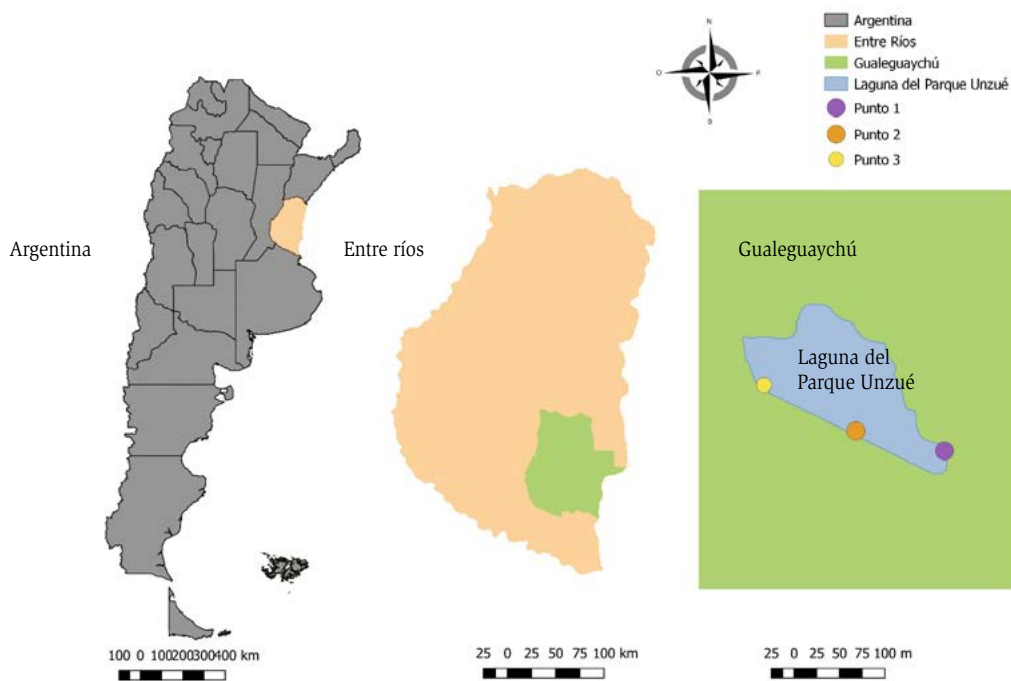 Argentina
Entre Ríos
Gualeguaychú
Laguna del Parque Unzué
Punto 1
Punto 2
Punto 3
N
O
E
S
Argentina
Entre ríos
Gualeguaychú
Laguna del
Parque Unzué
100 0 100200300400 km
25 0 25 50 75 100 km
25 0 25 50 75 100 m